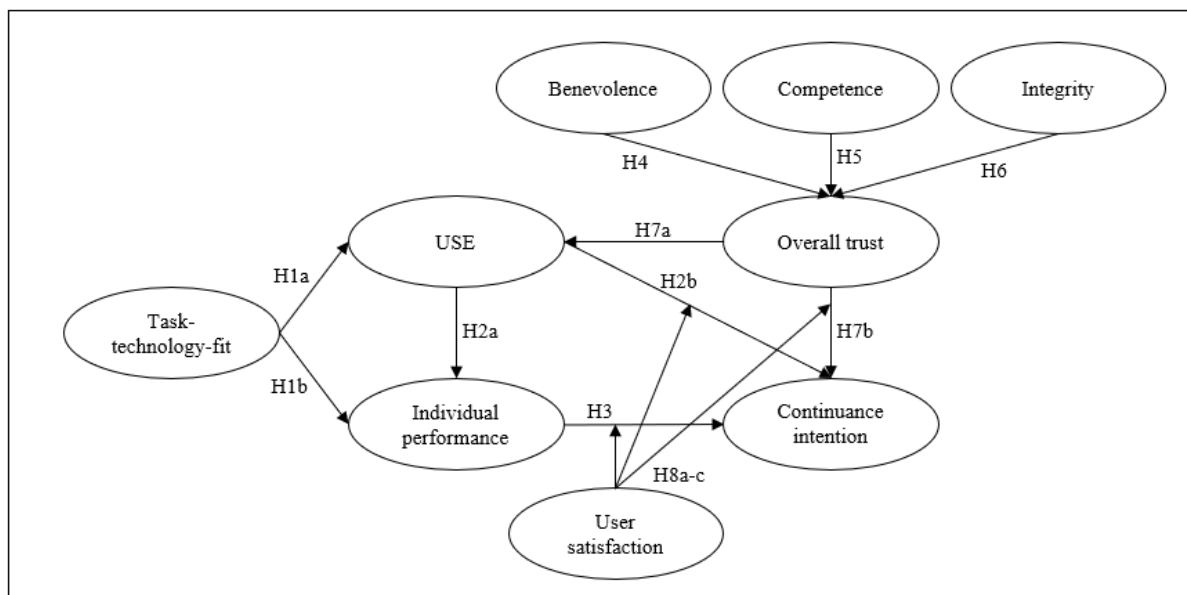 Benevolence
Competence
Integrity
H4
H5
H6
USE
H7a
Overall trust
H1a
H2b
Task-
technology-fit
H2a
H7b
H1b
Individual
performance
H3
Continuance
intention
H8a-c
User
satisfaction